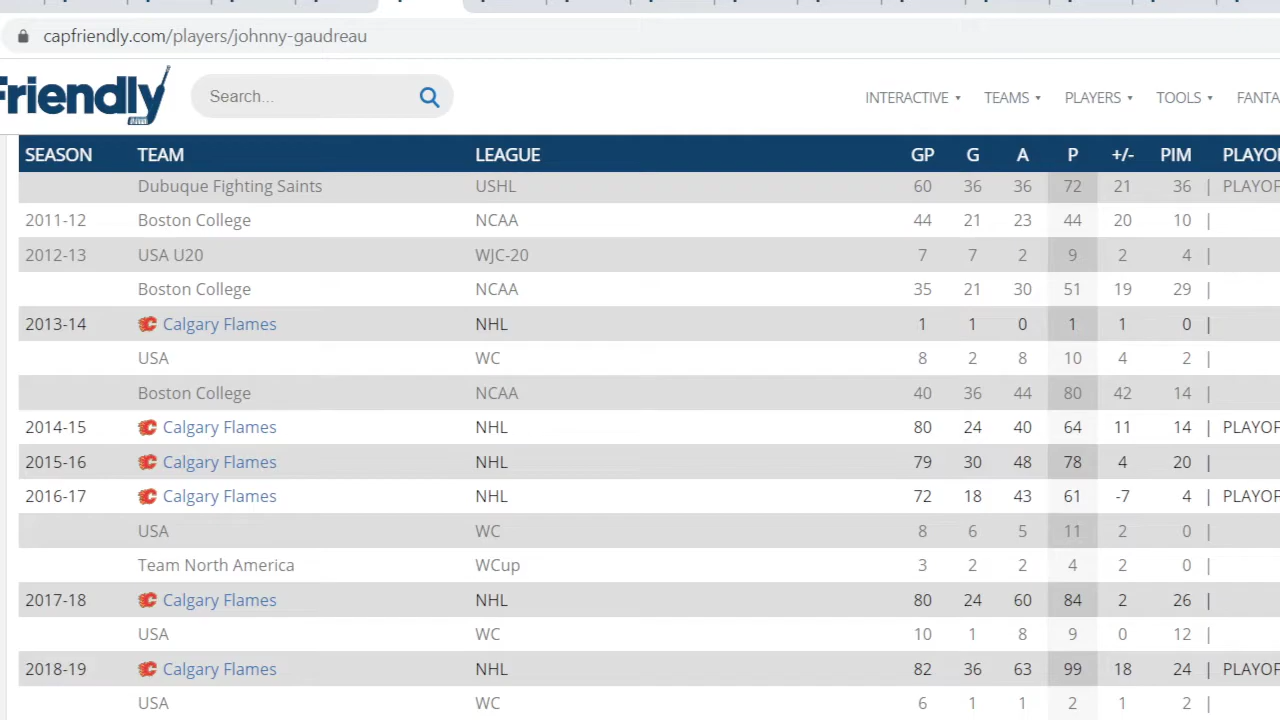 capfriendly.com/players/johnny-gaudreau
Friendly Search... INTERACTIVE TEAMS PLAYERS TOOLS FANTA
SEASON TEAM LEAGUE GP G A P +/- PIM PLAYO
Dubuque Fighting Saints USHL 60 36 36 72 21 36 | PLAYOF
2011-12 Boston College NCAA 44 21 23 44 20 10 |
2012-13 USA U20 WJC-20 7 7 2 9 2 4 |
Boston College NCAA 35 21 30 51 19 29 |
2013-14 Calgary Flames NHL 1 1 0 1 1 0 |
USA WC 8 2 8 10 4 2 |
Boston College NCAA 40 36 44 80 42 14 |
2014-15 Calgary Flames NHL 80 24 40 64 11 14 | PLAYOF
2015-16 Calgary Flames NHL 79 30 48 78 4 20 |
2016-17 Calgary Flames NHL 72 18 43 61 -7 4 | PLAYOF
USA WC 8 6 5 11 2 0 |
Team North America WCup 3 2 2 4 2 0 |
2017-18 Calgary Flames NHL 80 24 60 84 2 26 |
USA WC 10 1 8 9 0 12 |
2018-19 Calgary Flames NHL 82 36 63 99 18 24 | PLAYOF
USA WC 6 1 1 2 1 2 |